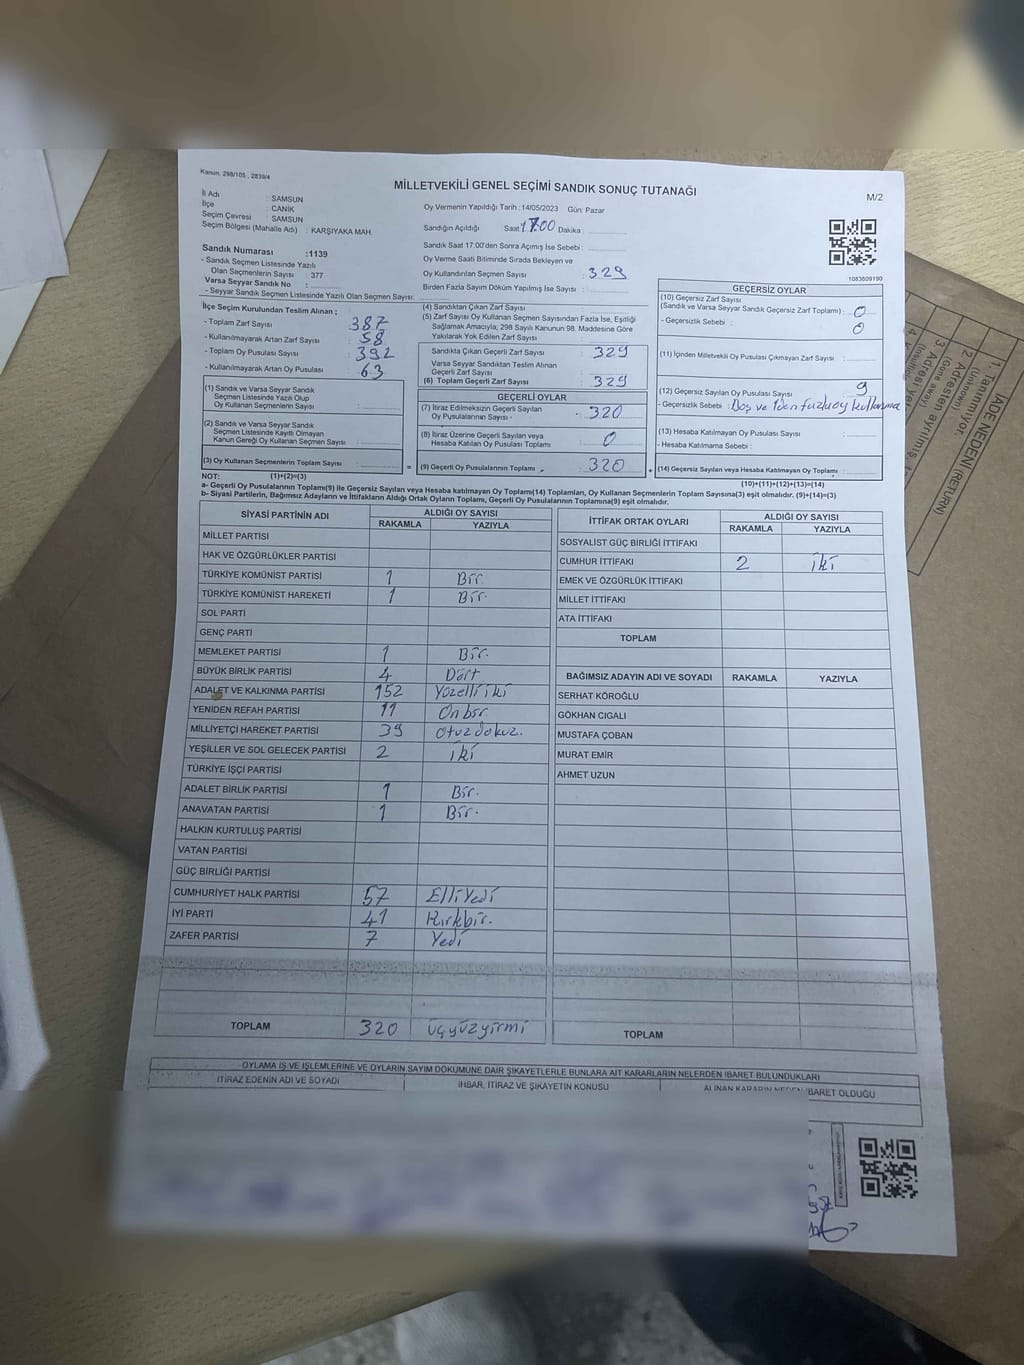 Kanun, 298/105 , 2839/4
MİLLETVEKİLİ GENEL SEÇİMİ SANDIK SONUÇ TUTANAĞI
M/2
İl Adı : SAMSUN
İlçe : CANİK
Seçim Çevresi : SAMSUN
Seçim Bölgesi (Mahalle Adı) : KARŞIYAKA MAH.
Oy Vermenin Yapıldığı Tarih : 14/05/2023 Gün: Pazar
Sandığın Açıldığı Saat 17.00 Dakika :
Sandık Saat 17:00'den Sonra Açımış İse Sebebi :
Oy Verme Saati Bitiminde Sırada Bekleyen ve
Oy Kullandırılan Seçmen Sayısı : 329
Birden Fazla Sayım Döküm Yapılmış İse Sayısı :
1083609190
Sandık Numarası :1139
- Sandık Seçmen Listesinde Yazılı
Olan Seçmenlerin Sayısı : 377
Varsa Seyyar Sandık No :
- Seyyar Sandık Seçmen Listesinde Yazılı Olan Seçmen Sayısı:
İlçe Seçim Kurulundan Teslim Alınan ;
- Toplam Zarf Sayısı 387
- Kullanılmayarak Artan Zarf Sayısı 58
- Toplam Oy Pusulası Sayısı 392
- Kullanılmayarak Artan Oy Pusulası 63
(1) Sandık ve Varsa Seyyar Sandık
Seçmen Listesinde Yazılı Olup
Oy Kullanan Seçmenlerin Sayısı
(2) Sandık ve Varsa Seyyar Sandık
Seçmen Listesinde Kayıtlı Olmayan
Kanun Gereği Oy Kullanan Seçmen Sayısı :
(3) Oy Kullanan Seçmenlerin Toplam Sayısı
(4) Sandıktan Çıkan Zarf Sayısı :
(5) Zarf Sayısı Oy Kullanan Seçmen Sayısından Fazla İse, Eşitliği
Sağlamak Amacıyla, 298 Sayılı Kanunun 98. Maddesine Göre
Yakılarak Yok Edilen Zarf Sayısı :
Sandıkta Çıkan Geçerli Zarf Sayısı : 329
Varsa Seyyar Sandıktan Teslim Alınan
Geçerli Zarf Sayısı
(6) Toplam Geçerli Zarf Sayısı : 329
GEÇERLİ OYLAR
(7) İtiraz Edilmeksizin Geçerli Sayılan
Oy Pusulalarının Sayısı : 320
(8) İtiraz Üzerine Geçerli Sayılan veya
Hesaba Katılan Oy Pusulası Toplamı 0
= (9) Geçerli Oy Pusulalarının Toplamı 320 +
GEÇERSİZ OYLAR
(10) Geçersiz Zarf Sayısı
(Sandık ve Varsa Seyyar Sandık Geçersiz Zarf Toplamı) : 0
- Geçersizlik Sebebi : 0
(11) İçinden Milletvekili Oy Pusulası Çıkmayan Zarf Sayısı :
(12) Geçersiz Sayılan Oy Pusulası Sayısı : 9
- Geçersizlik Sebebi : Boş ve 1 den fazla oy kullanma
(13) Hesaba Katılmayan Oy Pusulası Sayısı :
- Hesaba Katılmama Sebebi :
(14) Geçersiz Sayılan veya Hesaba Katılmayan Oy Toplamı :
NOT: (1)+(2)=(3)
(10)+(11)+(12)+(13)=(14)
a- Geçerli Oy Pusulalarının Toplamı(9) ile Geçersiz Sayılan veya Hesaba katılmayan Oy Toplamı(14) Toplamları, Oy Kullanan Seçmenlerin Toplam Sayısına(3) eşit olmalıdır. (9)+(14)=(3)
b- Siyasi Partilerin, Bağımsız Adayların ve İttifakların Aldığı Oy Ortak Oyların Toplamı, Geçerli Oy Pusulalarının Toplamına(9) eşit olmalıdır.
SİYASİ PARTİNİN ADI ALDIĞI OY SAYISI
RAKAMLA YAZIYLA
MİLLET PARTİSİ
HAK VE ÖZGÜRLÜKLER PARTİSİ
TÜRKİYE KOMÜNİST PARTİSİ 1 Bir
TÜRKİYE KOMÜNİST HAREKETİ 1 Bir.
SOL PARTİ
GENÇ PARTİ
MEMLEKET PARTİSİ 1 Bir.
BÜYÜK BİRLİK PARTİSİ 4 Dört
ADALET VE KALKINMA PARTİSİ 152 Yüzelliiki
YENİDEN REFAH PARTİSİ 11 Onbir
MİLLİYETÇİ HAREKET PARTİSİ 39 Otuzdokuz.
YEŞİLLER VE SOL GELECEK PARTİSİ 2 İki
TÜRKİYE İŞÇİ PARTİSİ
ADALET BİRLİK PARTİSİ 1 Bir.
ANAVATAN PARTİSİ 1 Bir.
HALKIN KURTULUŞ PARTİSİ
VATAN PARTİSİ
GÜÇ BİRLİĞİ PARTİSİ
CUMHURİYET HALK PARTİSİ 57 ElliYedi
İYİ PARTİ 41 Kırkbir.
ZAFER PARTİSİ 7 Yedi
TOPLAM 320 üçyüzyirmi
İTTİFAK ORTAK OYLARI ALDIĞI OY SAYISI
RAKAMLA YAZIYLA
SOSYALİST GÜÇ BİRLİĞİ İTTİFAKI
CUMHUR İTTİFAKI 2 iki
EMEK VE ÖZGÜRLÜK İTTİFAKI
MİLLET İTTİFAKI
ATA İTTİFAKI
TOPLAM
BAĞIMSIZ ADAYIN ADI VE SOYADI RAKAMLA YAZIYLA
SERHAT KÖROĞLU
GÖKHAN CIGALI
MUSTAFA ÇOBAN
MURAT EMİR
AHMET UZUN
TOPLAM
OYLAMA İŞ VE İŞLEMLERİNE VE OYLARIN SAYIM DÖKÜMÜNE DAİR ŞİKAYETLERLE BUNLARA AİT KARARLARIN NELERDEN İBARET BULUNDUKLARI
İTİRAZ EDENİN ADI VE SOYADI İHBAR, İTİRAZ VE ŞİKAYETİN KONUSU ALINAN KARARIN NEDEN İBARET OLDUĞU
İADE NEDENİ (RETURN)
1. Tanınmıyor
(Unknown)
2. Adresten ayrılmış
(Gone away)
3. Adresi